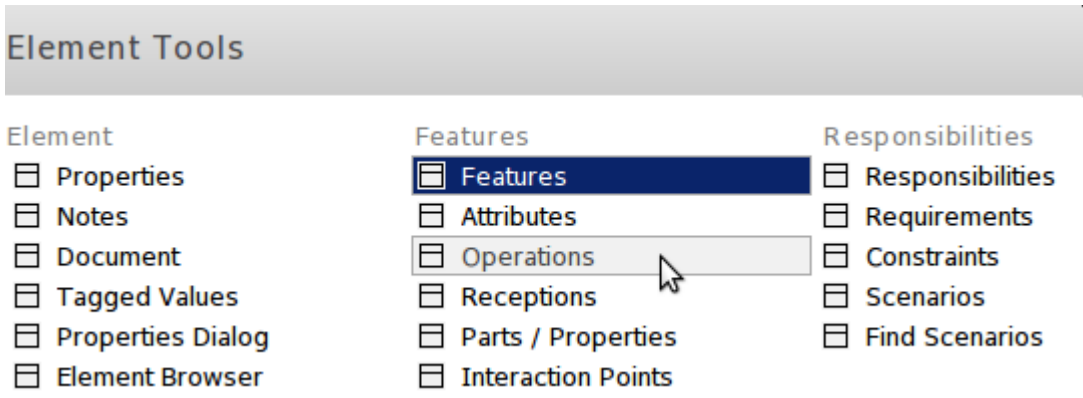 Element Tools
Element
Properties
Notes
Document
Tagged Values
Properties Dialog
Element Browser
Features
Features
Attributes
Operations
Receptions
Parts / Properties
Interaction Points
Responsibilities
Responsibilities
Requirements
Constraints
Scenarios
Find Scenarios